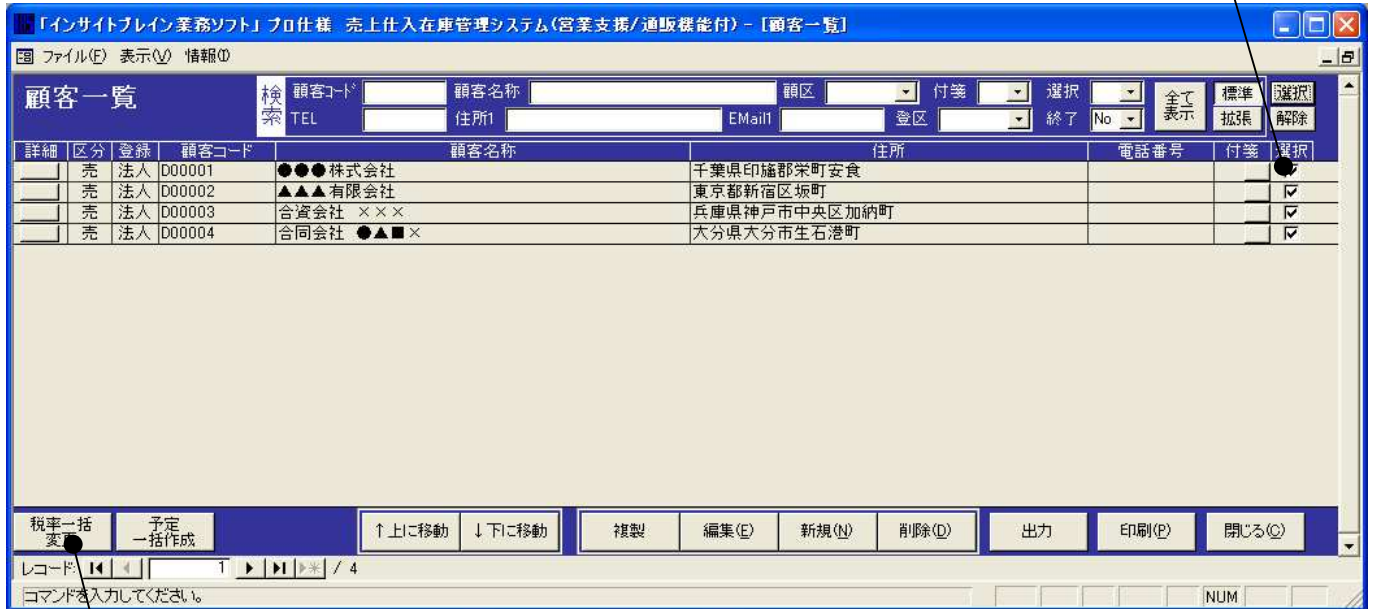 「インサイトブレイン業務ソフト」プロ仕様 売上仕入在庫管理システム(営業支援/通販機能付) - [顧客一覧]
ファイル(F) 表示(V) 情報(I)
顧客一覧 検索 顧客コード 顧客名称 顧区 付箋 選択 全て表示 標準 選択
TEL 住所1 EMail1 登区 終了 No 拡張 解除
詳細 区分 登録 顧客コード 顧客名称 住所 電話番号 付箋 選択
売 法人 D00001 ●●●株式会社 千葉県印旛郡栄町安食
売 法人 D00002 ▲▲▲有限会社 東京都新宿区坂町
売 法人 D00003 合資会社 ××× 兵庫県神戸市中央区加納町
売 法人 D00004 合同会社 ●▲■× 大分県大分市生石港町
税率一括変更 予定一括作成 ↑上に移動 ↓下に移動 複製 編集(E) 新規(N) 削除(D) 出力 印刷(P) 閉じる(C)
レコード: 1 / 4
コマンドを入力してください。 NUM